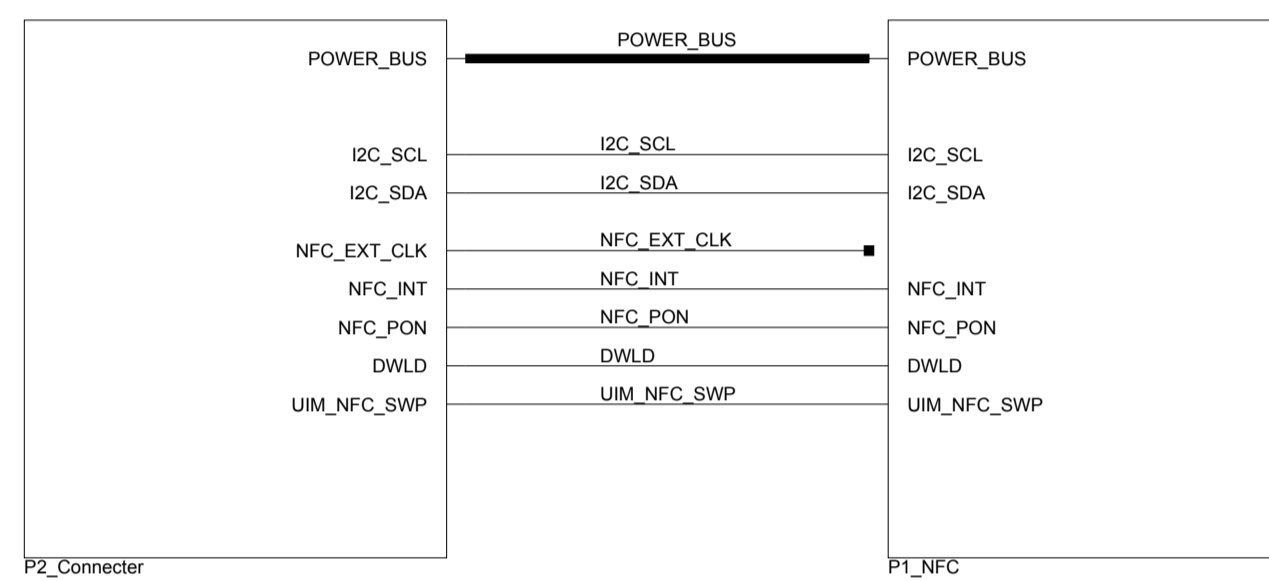 POWER_BUS
POWER_BUS
POWER_BUS
I2C_SCL
I2C_SCL
I2C_SCL
I2C_SDA
I2C_SDA
I2C_SDA
NFC_EXT_CLK
NFC_EXT_CLK
NFC_INT
NFC_INT
NFC_INT
NFC_PON
NFC_PON
NFC_PON
DWLD
DWLD
DWLD
UIM_NFC_SWP
UIM_NFC_SWP
UIM_NFC_SWP
P2_Connecter
P1_NFC